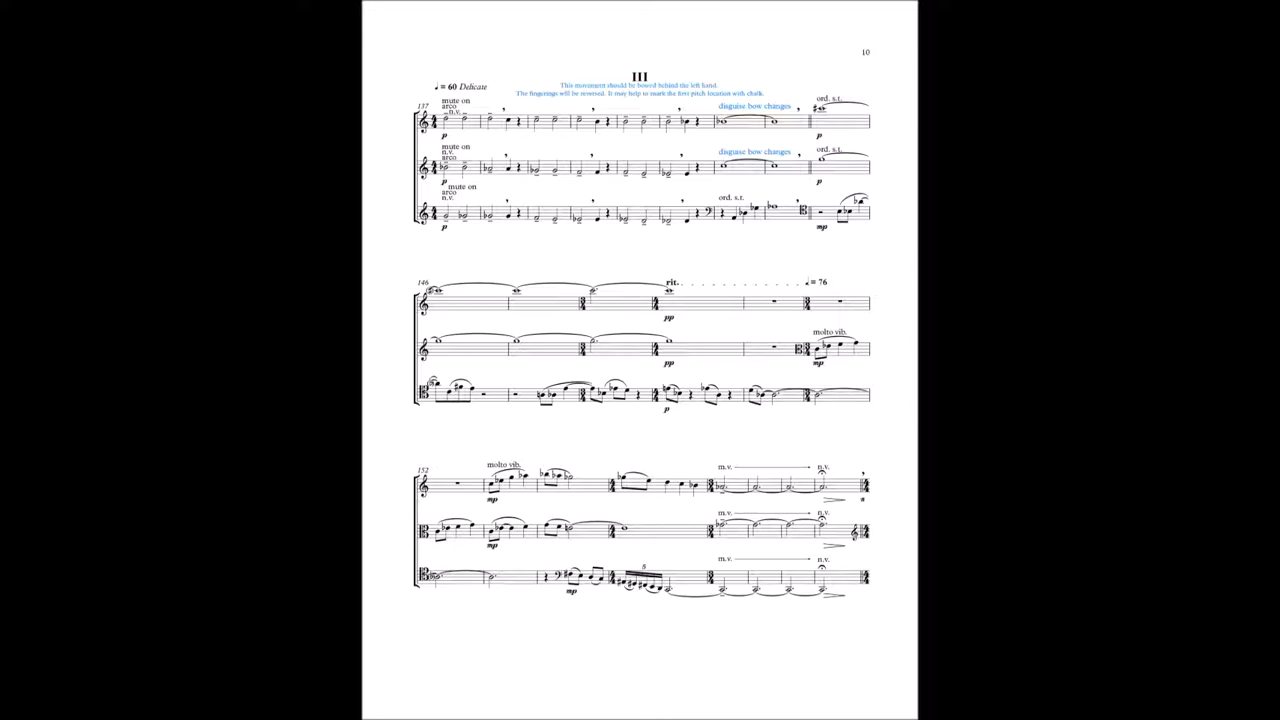 10
III
♩ = 60 Delicate
This movement should be bowed behind the left hand.
The fingerings will be reversed. It may help to mark the first pitch location with chalk.
137
mute on
arco
n.v.
disguise bow changes
ord. s.t.
p
p
mute on
n.v.
arco
disguise bow changes
ord. s.t.
p
p
mute on
arco
n.v.
ord. s.t.
p
mp
146
rit.
♩ = 76
pp
molto vib.
pp
mp
p
152
molto vib.
m.v.
n.v.
mp
n
m.v.
n.v.
mp
m.v.
n.v.
5
mp